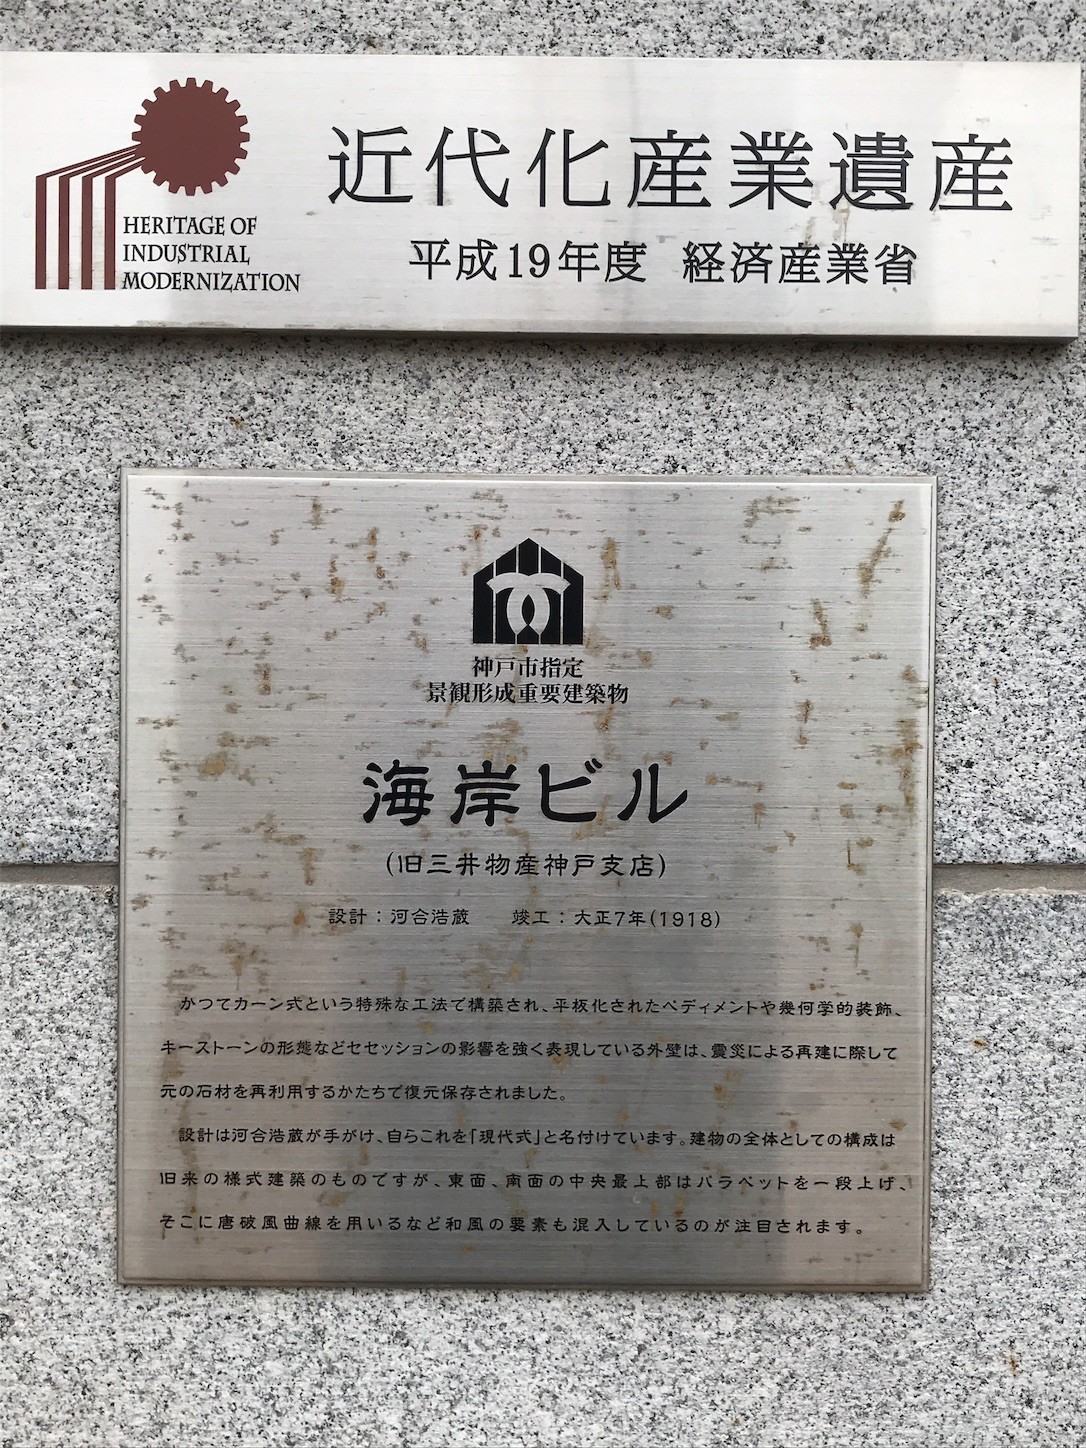 HERITAGE OF
INDUSTRIAL
MODERNIZATION
近代化産業遺産
平成19年度 経済産業省
神戸市指定
景観形成重要建築物
海岸ビル
(旧三井物産神戸支店)
設計：河合浩蔵　竣工：大正7年(1918)
かつてカーン式という特殊な工法で構築され、平板化されたペディメントや幾何学的装飾、
キーストーンの形態などセセッションの影響を強く表現している外壁は、震災による再建に際して
元の石材を再利用するかたちで復元保存されました。
設計は河合浩蔵が手がけ、自らこれを「現代式」と名付けています。建物の全体としての構成は
旧来の様式建築のものですが、東面、南面の中央最上部はパラペットを一段上げ、
そこに唐破風曲線を用いるなど和風の要素も混入しているのが注目されます。